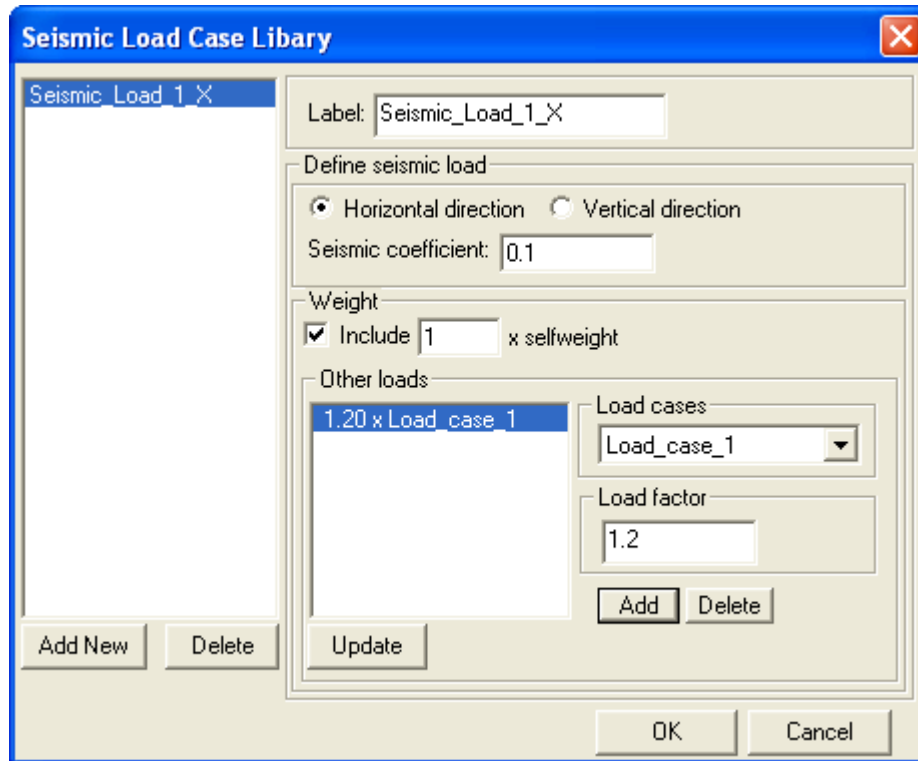 Seismic Load Case Libary
Seismic_Load_1_X
Label: Seismic_Load_1_X
Define seismic load
Horizontal direction Vertical direction
Seismic coefficient: 0.1
Weight
Include 1 x selfweight
Other loads
1.20 x Load_case_1
Load cases
Load_case_1
Load factor
1.2
Add Delete
Add New Delete Update
OK Cancel